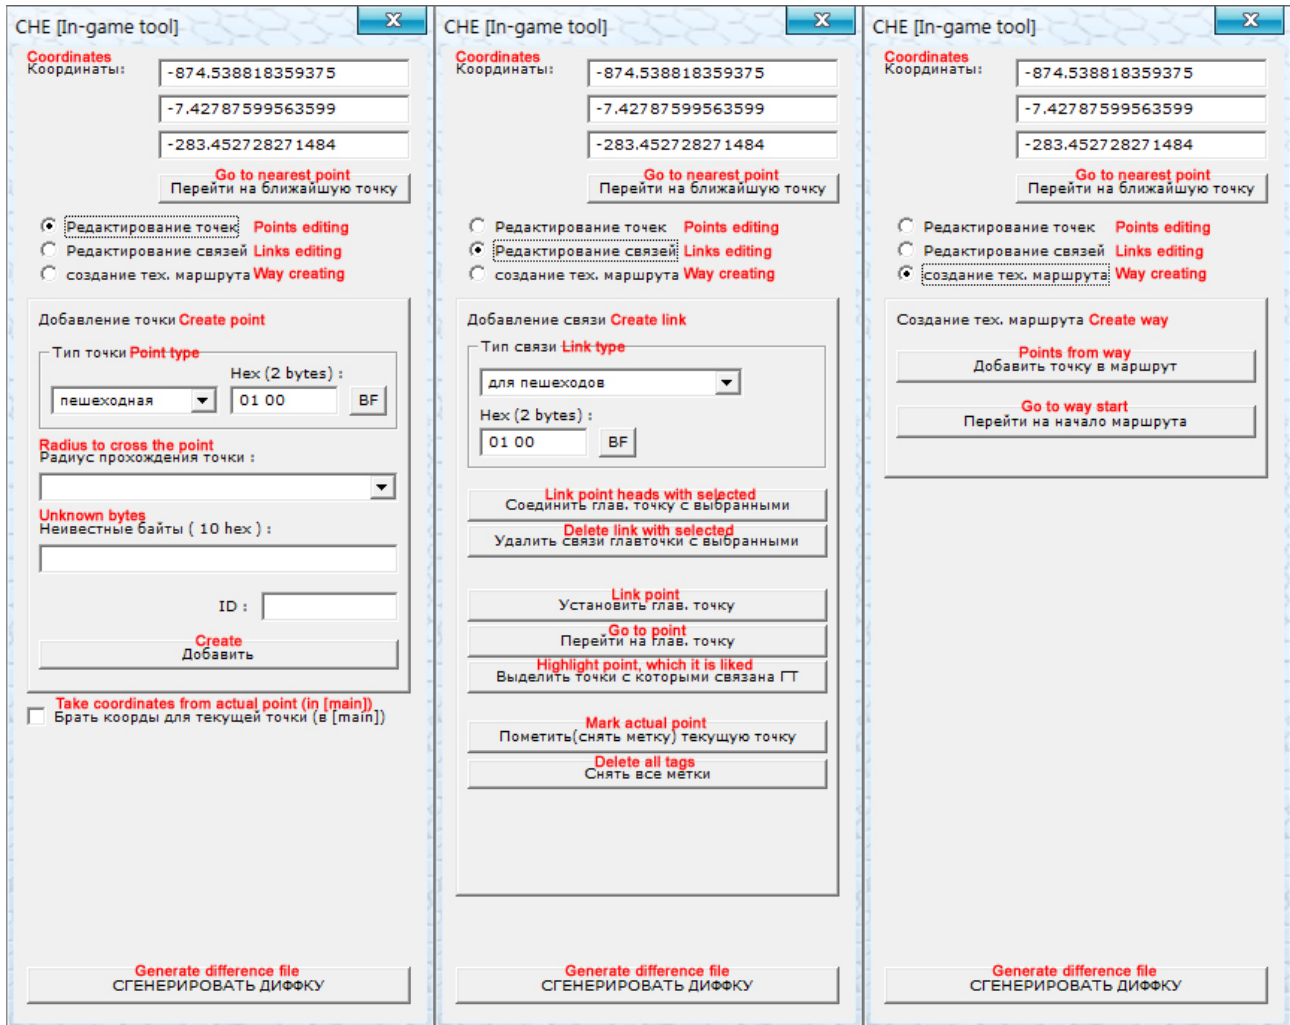 CHE [In-game tool]
x
Coordinates
Координаты:
-874.538818359375
-7.42787599563599
-283.452728271484
Go to nearest point
Перейти на ближайшую точку
Редактирование точек Points editing
Редактирование связей Links editing
создание тех. маршрута Way creating
Добавление точки Create point
Тип точки Point type
Hex (2 bytes) :
пешеходная
01 00
BF
Radius to cross the point
Радиус прохождения точки :
Unknown bytes
Неивестные байты ( 10 hex ) :
ID :
Create
Добавить
Take coordinates from actual point (in [main])
Брать коорды для текущей точки (в [main])
Generate difference file
СГЕНЕРИРОВАТЬ ДИФФКУ
CHE [In-game tool]
x
Coordinates
Координаты:
-874.538818359375
-7.42787599563599
-283.452728271484
Go to nearest point
Перейти на ближайшую точку
Редактирование точек Points editing
Редактирование связей Links editing
создание тех. маршрута Way creating
Добавление связи Create link
Тип связи Link type
для пешеходов
Hex (2 bytes) :
01 00
BF
Link point heads with selected
Соединить глав. точку с выбранными
Delete link with selected
Удалить связи главточки с выбранными
Link point
Установить глав. точку
Go to point
Перейти на глав. точку
Highlight point, which it is liked
Выделить точки с которыми связана ГТ
Mark actual point
Пометить(снять метку) текущую точку
Delete all tags
Снять все метки
Generate difference file
СГЕНЕРИРОВАТЬ ДИФФКУ
CHE [In-game tool]
x
Coordinates
Координаты:
-874.538818359375
-7.42787599563599
-283.452728271484
Go to nearest point
Перейти на ближайшую точку
Редактирование точек Points editing
Редактирование связей Links editing
создание тех. маршрута Way creating
Создание тех. маршрута Create way
Points from way
Добавить точку в маршрут
Go to way start
Перейти на начало маршрута
Generate difference file
СГЕНЕРИРОВАТЬ ДИФФКУ